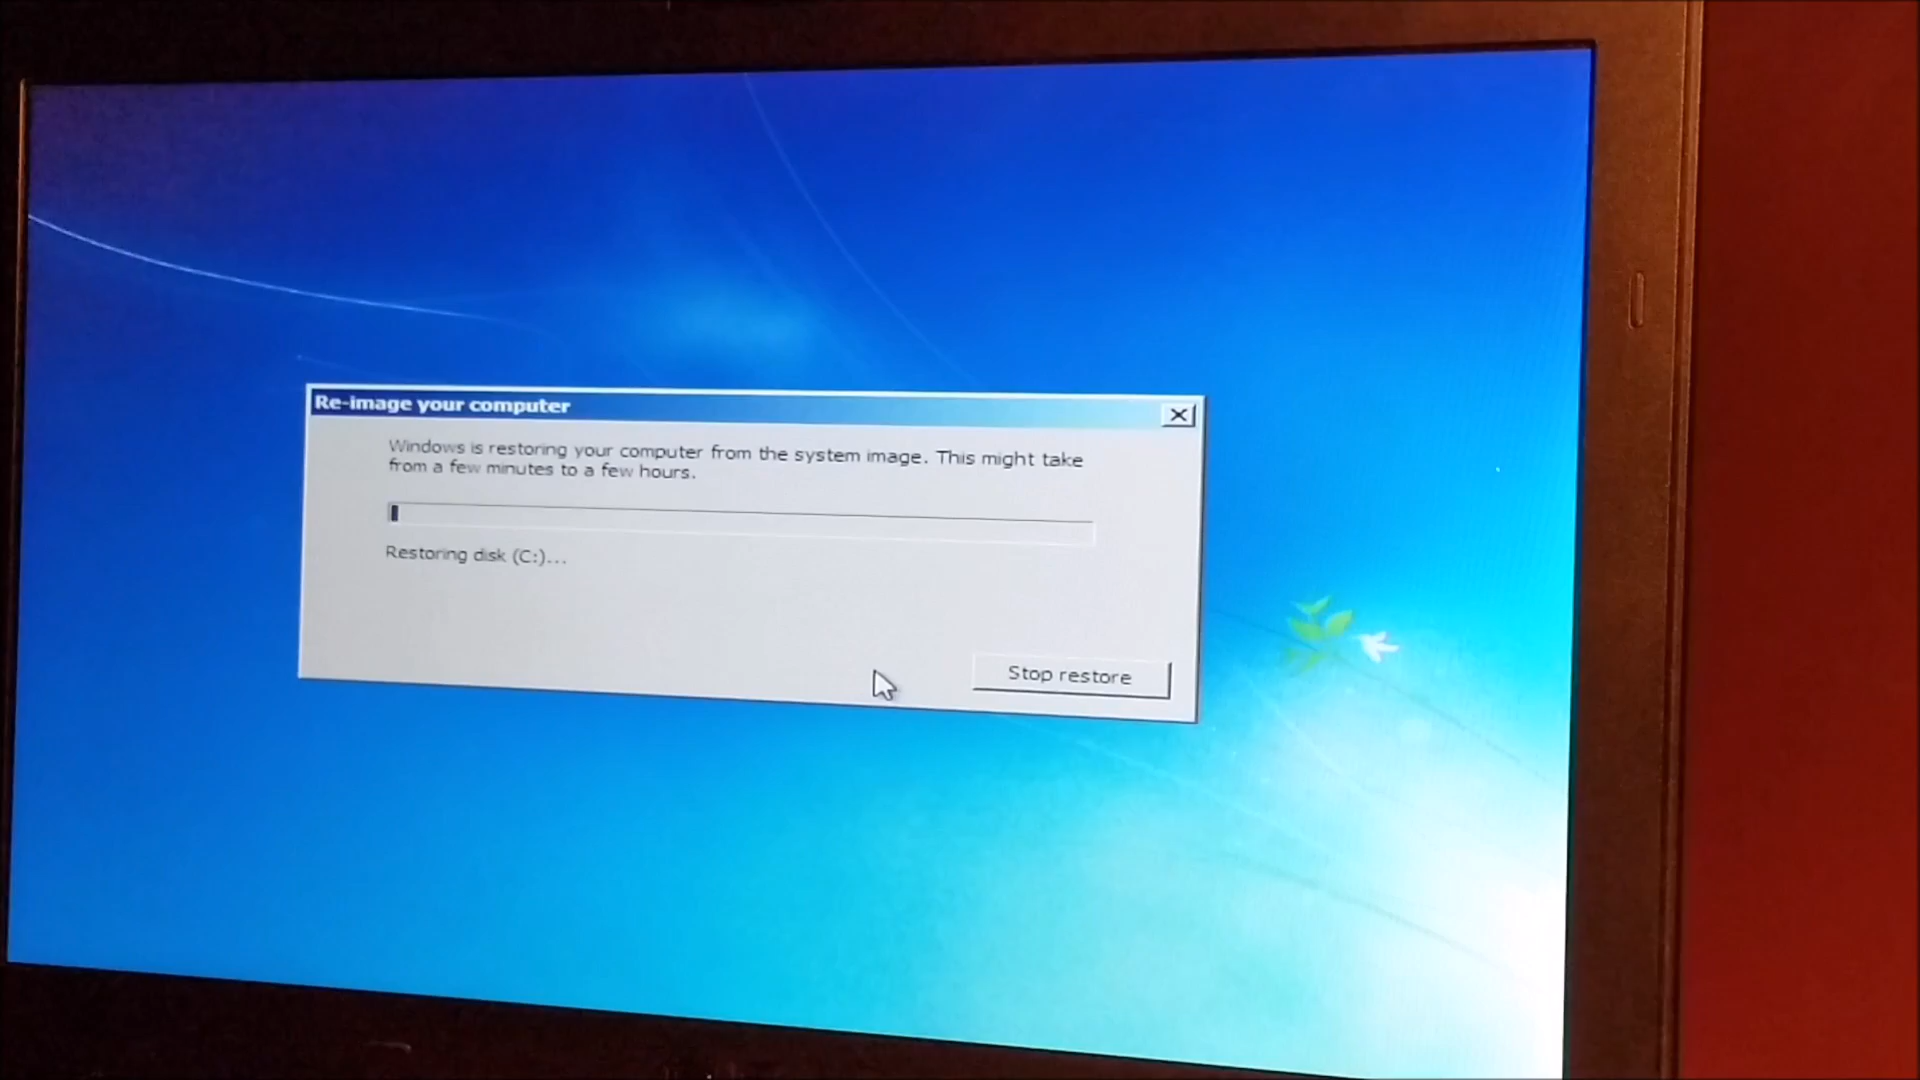 Re-image your computer
Windows is restoring your computer from the system image. This might take
from a few minutes to a few hours.
Restoring disk (C:)...
Stop restore